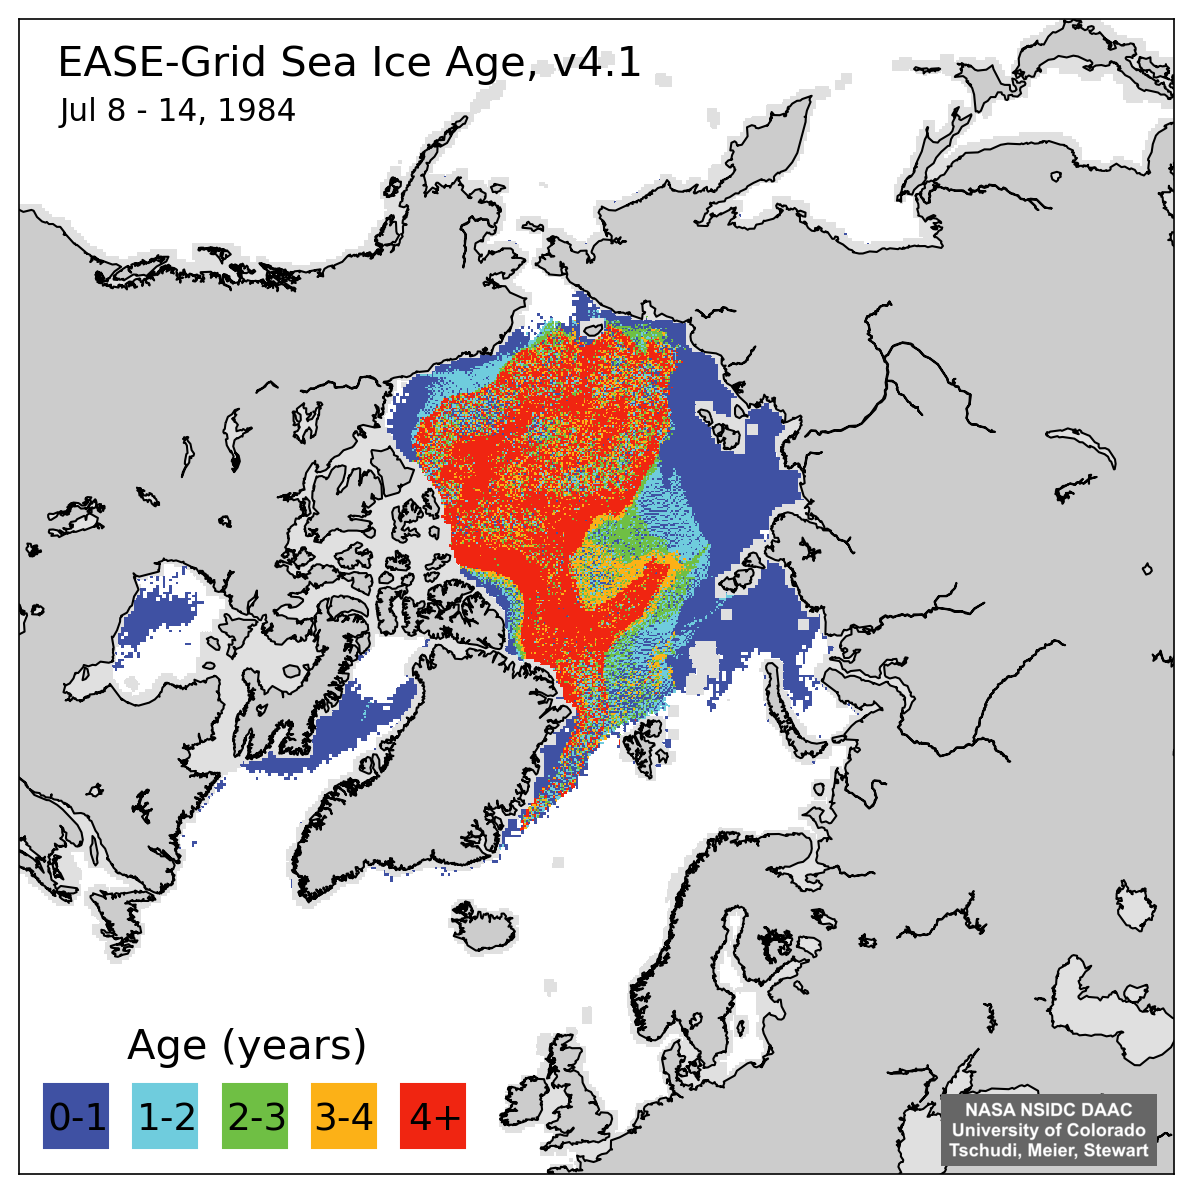 EASE-Grid Sea Ice Age, v4.1
Jul 8 - 14, 1984
Age (years)
0-1 1-2 2-3 3-4 4+
NASA NSIDC DAAC
University of Colorado
Tschudi, Meier, Stewart